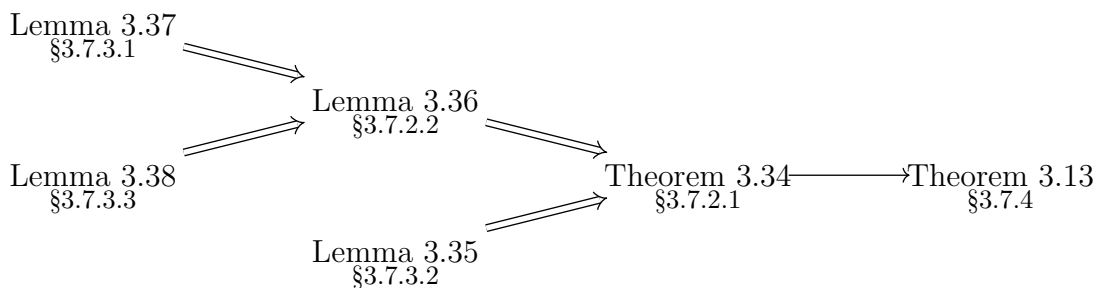 Lemma 3.37
§3.7.3.1
Lemma 3.36
§3.7.2.2
Lemma 3.38
§3.7.3.3
Theorem 3.34
§3.7.2.1
Theorem 3.13
§3.7.4
Lemma 3.35
§3.7.3.2